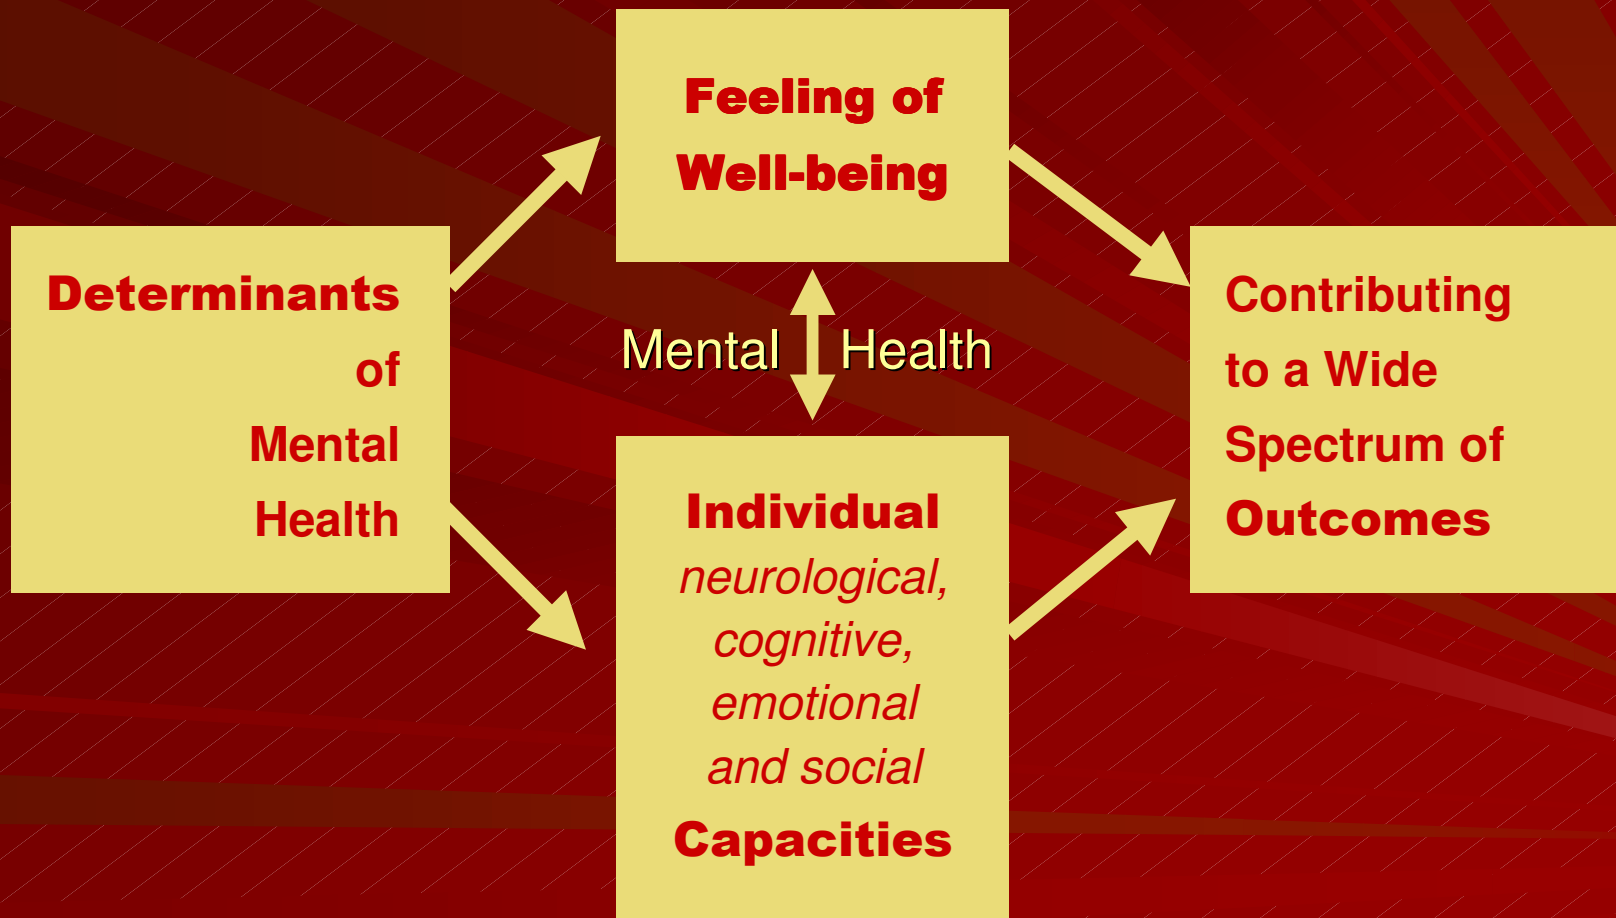 Feeling of
Well-being
Determinants
of
Mental
Health
Mental Health
Individual
neurological,
cognitive,
emotional
and social
Capacities
Contributing
to a Wide
Spectrum of
Outcomes